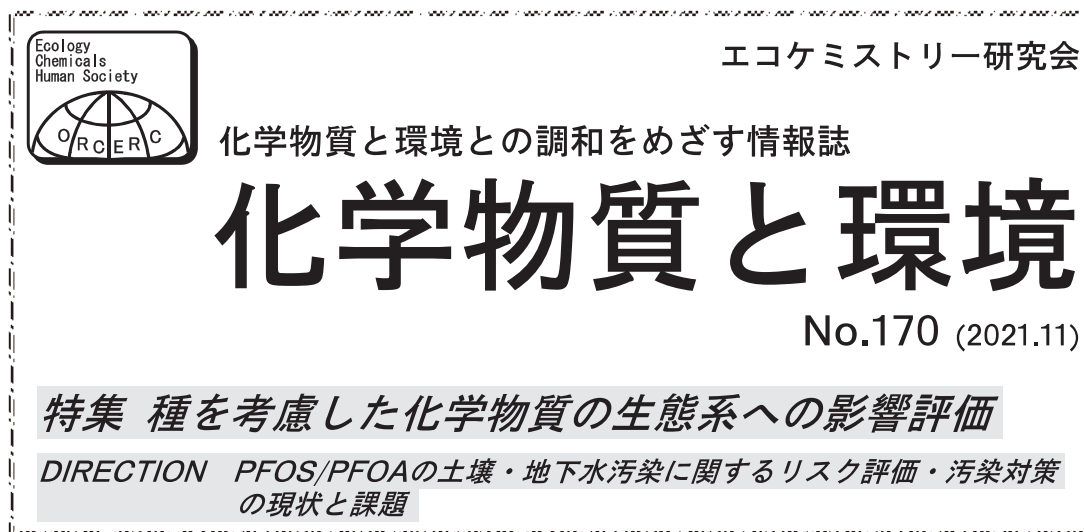 Ecology
Chemicals
Human Society
ORCERC
エコケミストリー研究会
化学物質と環境との調和をめざす情報誌
化学物質と環境
No.170 (2021.11)
特集 種を考慮した化学物質の生態系への影響評価
DIRECTION PFOS/PFOAの土壌・地下水汚染に関するリスク評価・汚染対策
の現状と課題